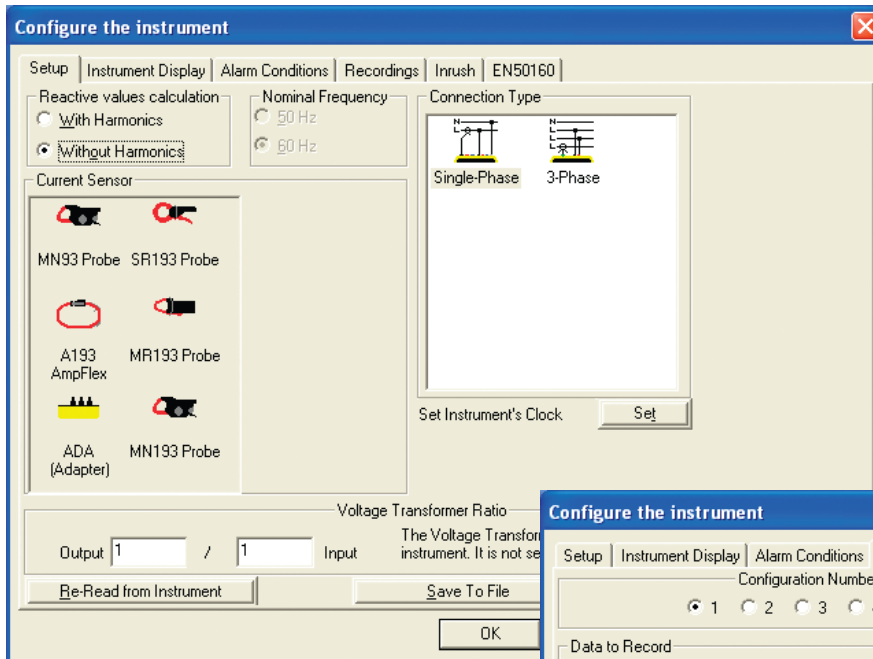 Configure the instrument
Setup Instrument Display Alarm Conditions Recordings Inrush EN50160
Reactive values calculation
With Harmonics
Without Harmonics
Nominal Frequency
50 Hz
60 Hz
Connection Type
Single-Phase 3-Phase
Current Sensor
MN93 Probe SR193 Probe
A193 AmpFlex
MR193 Probe
ADA (Adapter)
MN193 Probe
Set Instrument's Clock Set
Voltage Transformer Ratio
Output 1 / 1 Input
The Voltage Transfor
instrument. It is not se
Re-Read from Instrument Save To File
OK
Configure the instrument
Setup Instrument Display Alarm Conditions
Configuration Numbe
1 2 3
Data to Record